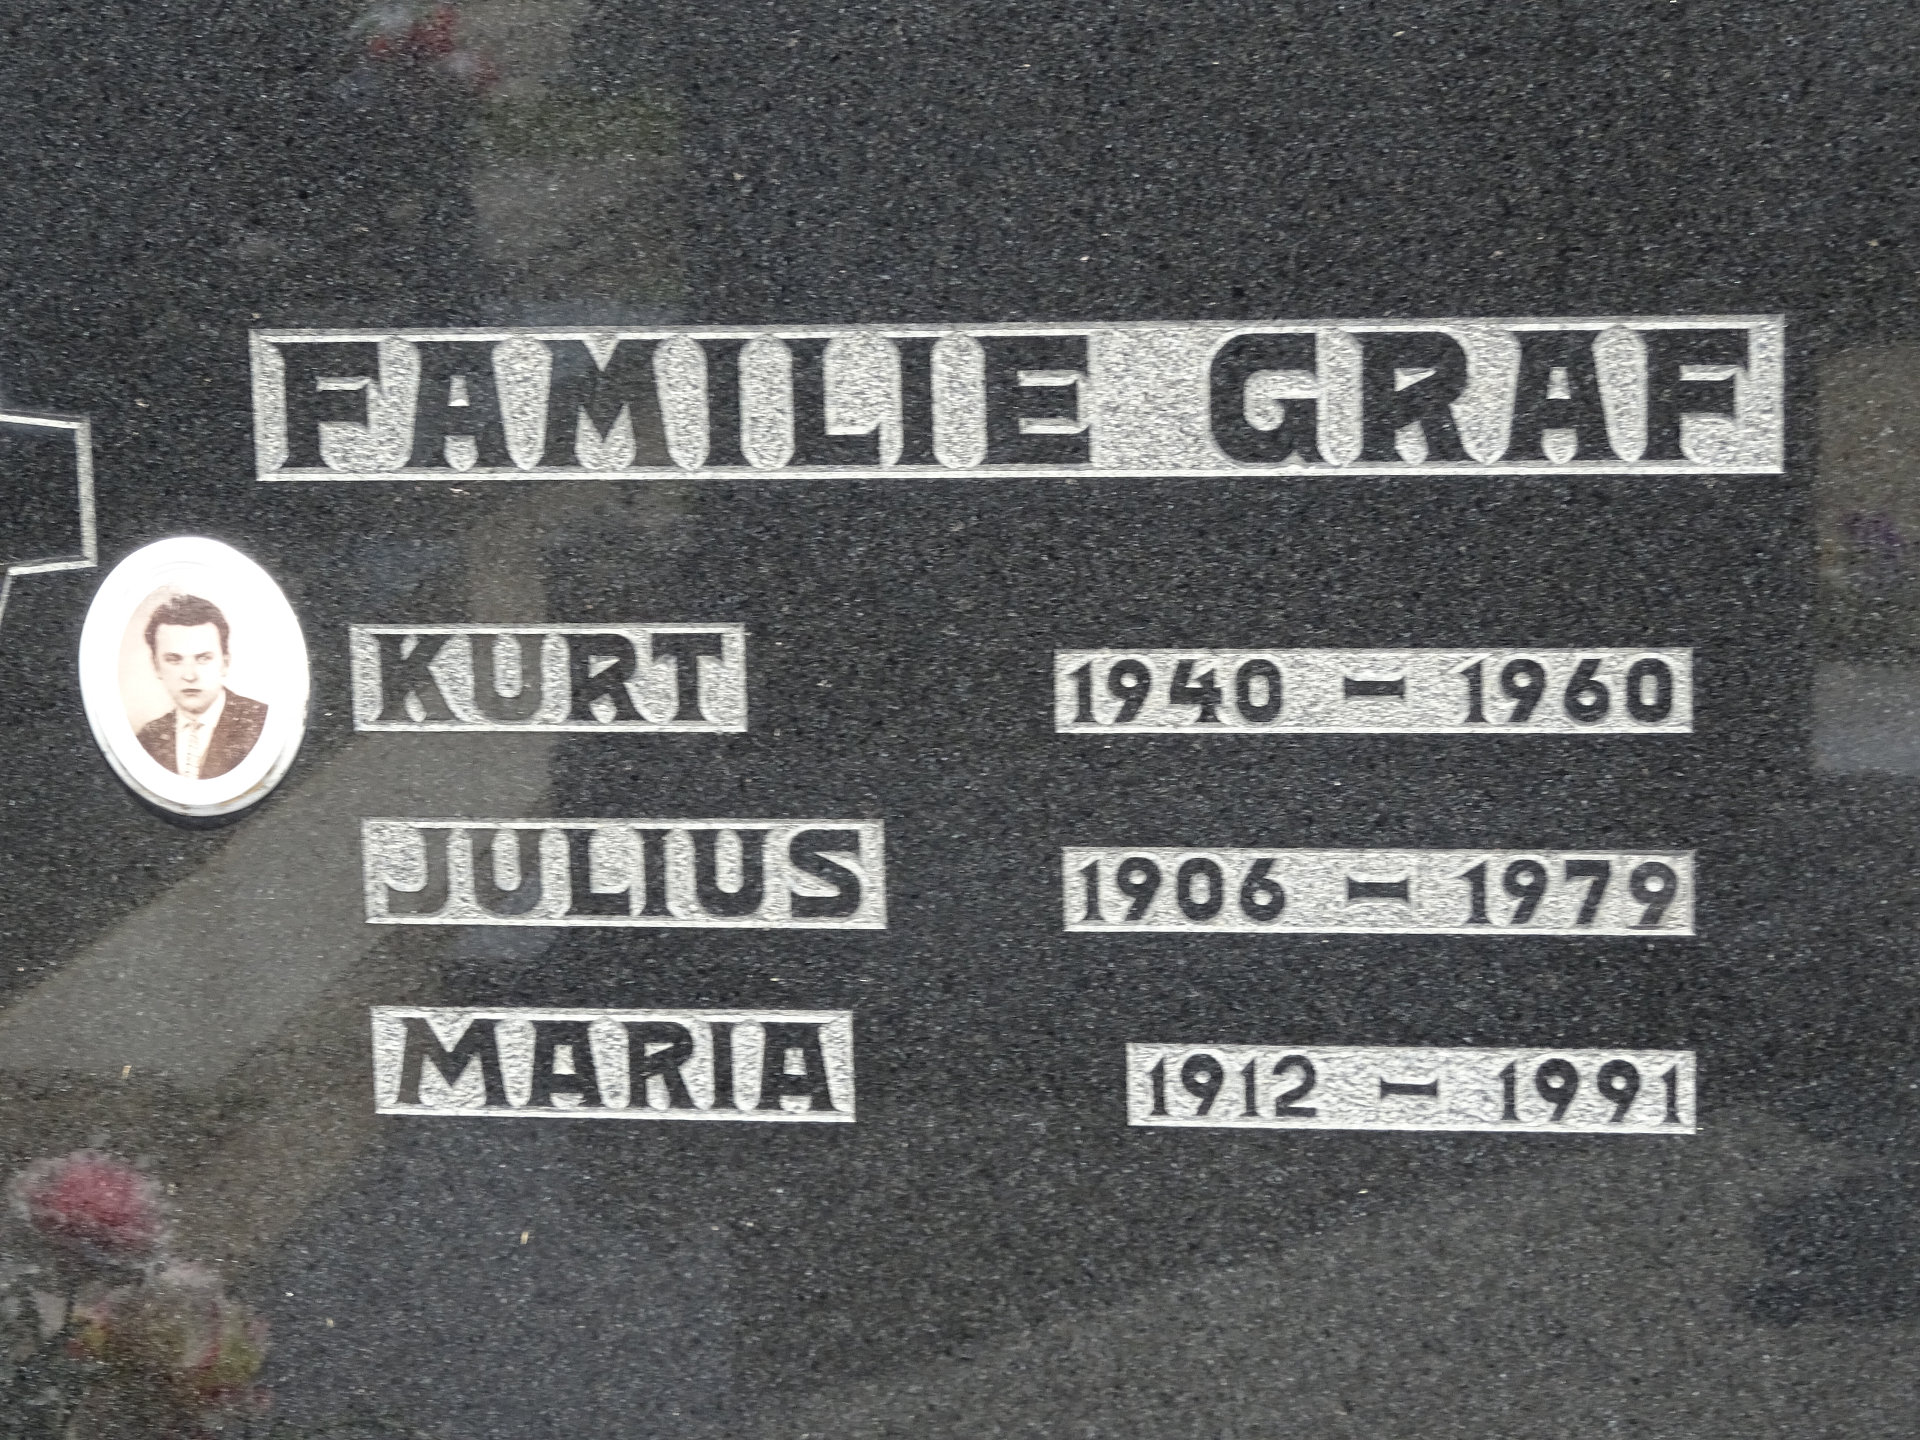 FAMILIE GRAF
KURT 1940 - 1960
JULIUS 1906 - 1979
MARIA 1912 - 1991